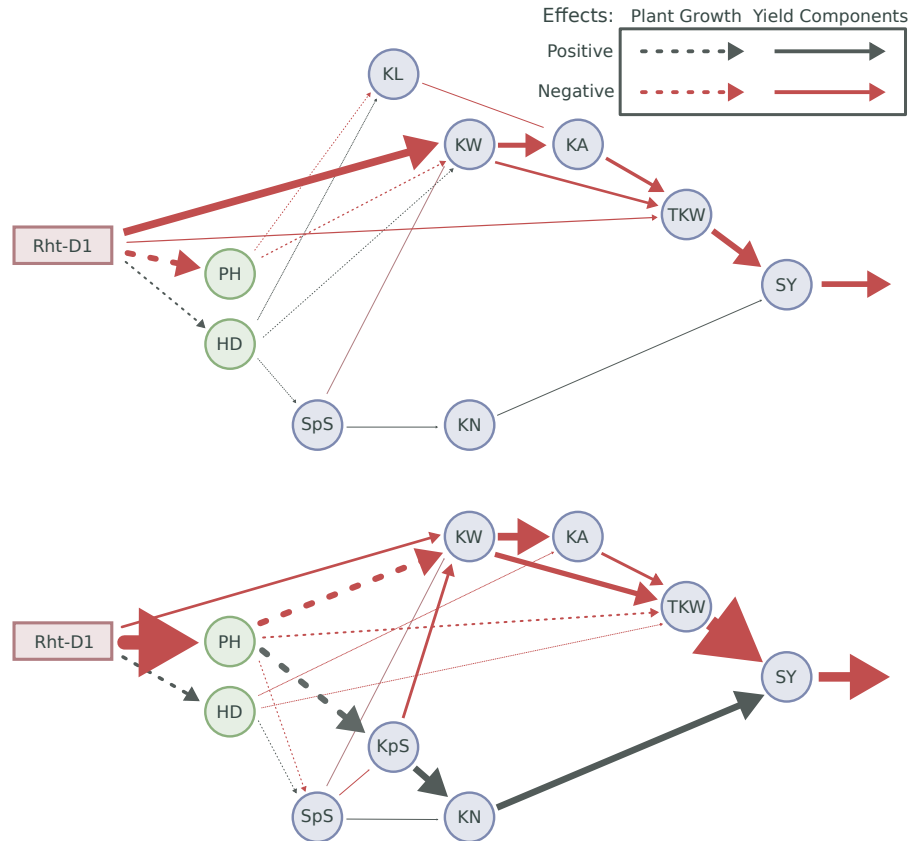 Effects: Plant Growth Yield Components
Positive
Negative
KL
KW
KA
TKW
Rht-D1
PH
SY
HD
SpS
KN
KW
KA
TKW
Rht-D1
PH
SY
HD
KpS
SpS
KN